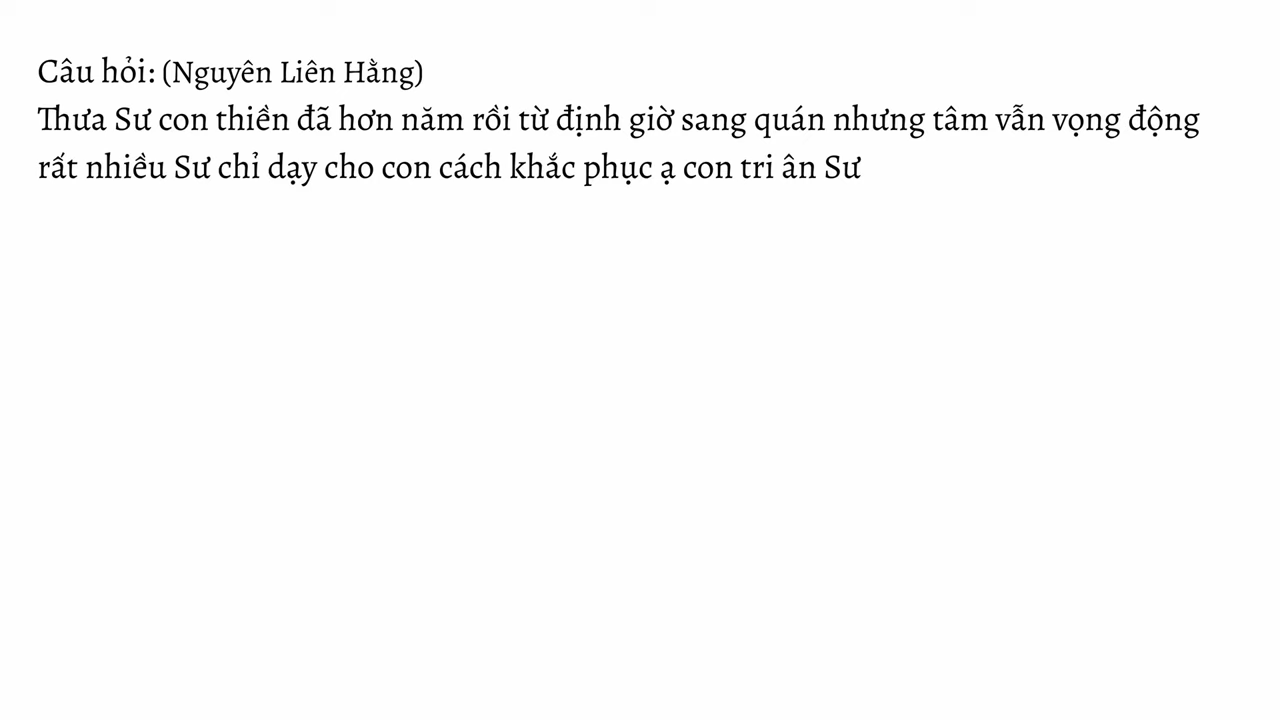 Câu hỏi: (Nguyên Liên Hằng)
Thưa Sư con thiền đã hơn năm rồi từ định giờ sang quán nhưng tâm vẫn vọng động
rất nhiều Sư chỉ dạy cho con cách khắc phục ạ con tri ân Sư